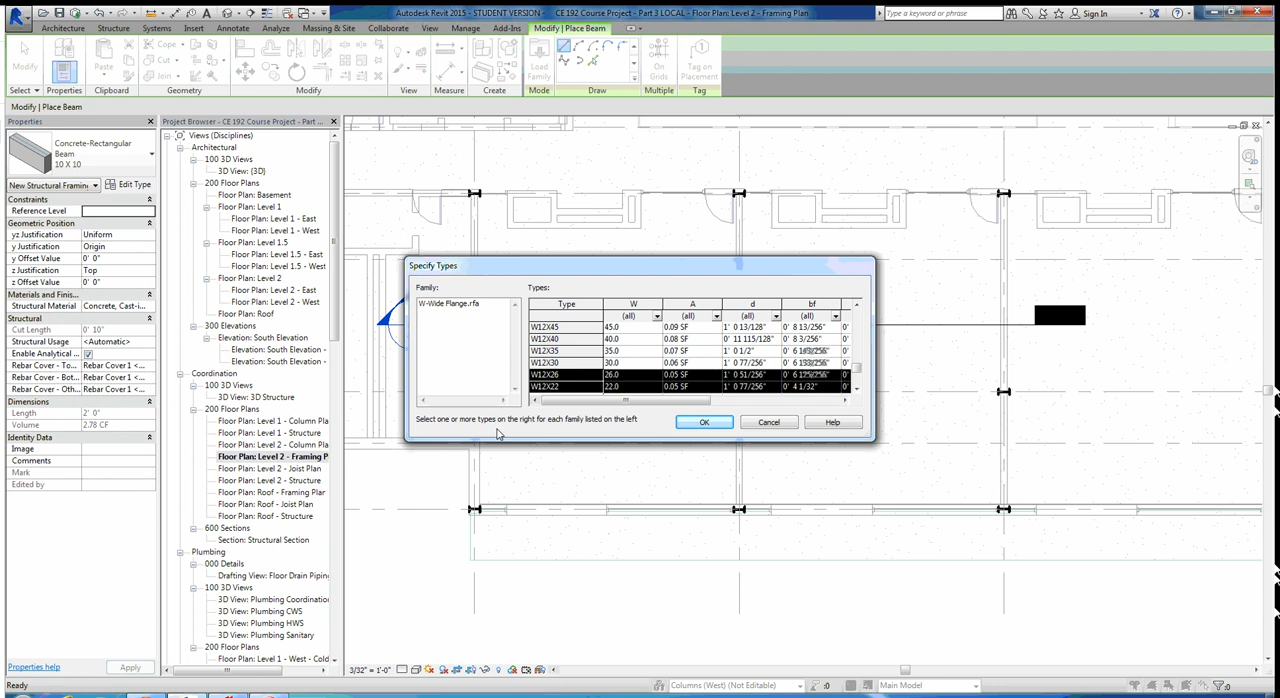 Autodesk Revit 2015 - STUDENT VERSION - CE 192 Course Project - Part 3 LOCAL - Floor Plan: Level 2 - Framing Plan
Type a keyword or phrase
Sign In
Architecture Structure Systems Insert Annotate Analyze Massing & Site Collaborate View Manage Add-Ins Modify | Place Beam
Modify
Paste
Cope
Cut
Join
Load
Family
On
Grids
Tag on
Placement
Select Properties Clipboard Geometry Modify View Measure Create Mode Draw Multiple Tag
Modify | Place Beam
Properties
Concrete-Rectangular
Beam
10 X 10
New Structural Framin
Edit Type
Constraints
Reference Level
Geometric Position
yz Justification Uniform
y Justification Origin
y Offset Value 0' 0"
z Justification Top
z Offset Value 0' 0"
Materials and Finis...
Structural Material Concrete, Cast-i...
Structural
Cut Length 0' 10"
Structural Usage <Automatic>
Enable Analytical ...
Rebar Cover - To... Rebar Cover 1 <...
Rebar Cover - Bot... Rebar Cover 1 <...
Rebar Cover - Oth... Rebar Cover 1 <...
Dimensions
Length 2' 0"
Volume 2.78 CF
Identity Data
Image
Comments
Mark
Edited by
Properties help
Apply
Project Browser - CE 192 Course Project - Part ...
Views (Disciplines)
Architectural
100 3D Views
3D View: {3D}
200 Floor Plans
Floor Plan: Basement
Floor Plan: Level 1
Floor Plan: Level 1 - East
Floor Plan: Level 1 - West
Floor Plan: Level 1.5
Floor Plan: Level 1.5 - East
Floor Plan: Level 1.5 - West
Floor Plan: Level 2
Floor Plan: Level 2 - East
Floor Plan: Level 2 - West
Floor Plan: Roof
300 Elevations
Elevation: South Elevation
Elevation: South Elevation -
Elevation: South Elevation -
Coordination
100 3D Views
3D View: 3D Structure
200 Floor Plans
Floor Plan: Level 1 - Column Pla
Floor Plan: Level 1 - Structure
Floor Plan: Level 2 - Column Pla
Floor Plan: Level 2 - Framing P
Floor Plan: Level 2 - Joist Plan
Floor Plan: Level 2 - Structure
Floor Plan: Roof - Framing Plan
Floor Plan: Roof - Joist Plan
Floor Plan: Roof - Structure
600 Sections
Section: Structural Section
Plumbing
000 Details
Drafting View: Floor Drain Piping
100 3D Views
3D View: Plumbing Coordination
3D View: Plumbing CWS
3D View: Plumbing HWS
3D View: Plumbing Sanitary
200 Floor Plans
Floor Plan: Level 1 - West - Cold
Specify Types
Family:
W-Wide Flange.rfa
Types:
Type W A d bf
(all) (all) (all) (all)
W12X45 45.0 0.09 SF 1' 0 13/128" 0' 8 13/256" 0'
W12X40 40.0 0.08 SF 0' 11 115/128" 0' 8 3/256" 0'
W12X35 35.0 0.07 SF 1' 0 1/2" 0' 6 0'
W12X30 30.0 0.06 SF 1' 0 77/256" 0' 6 0'
W12X26 26.0 0.05 SF 1' 0 51/256" 0' 6 0'
W12X22 22.0 0.05 SF 1' 0 77/256" 0' 4 1/32" 0'
Select one or more types on the right for each family listed on the left
OK
Cancel
Help
3/32" = 1'-0"
Ready
Columns (West) (Not Editable)
:0
Main Model
:0